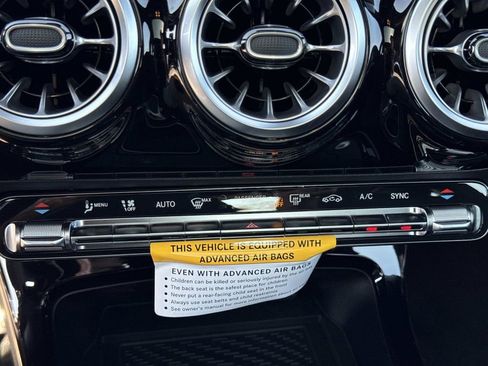 MENU OFF AUTO MAX PASSENGER OFF REAR A/C SYNC
THIS VEHICLE IS EQUIPPED WITH
ADVANCED AIR BAGS
EVEN WITH ADVANCED AIR BAGS
• Children can be killed or seriously injured by the
• The back seat is the safest place for children
• Never put a rear-facing child seat in the front
• Always use seat belts and child restraints
• See owner's manual for more information about